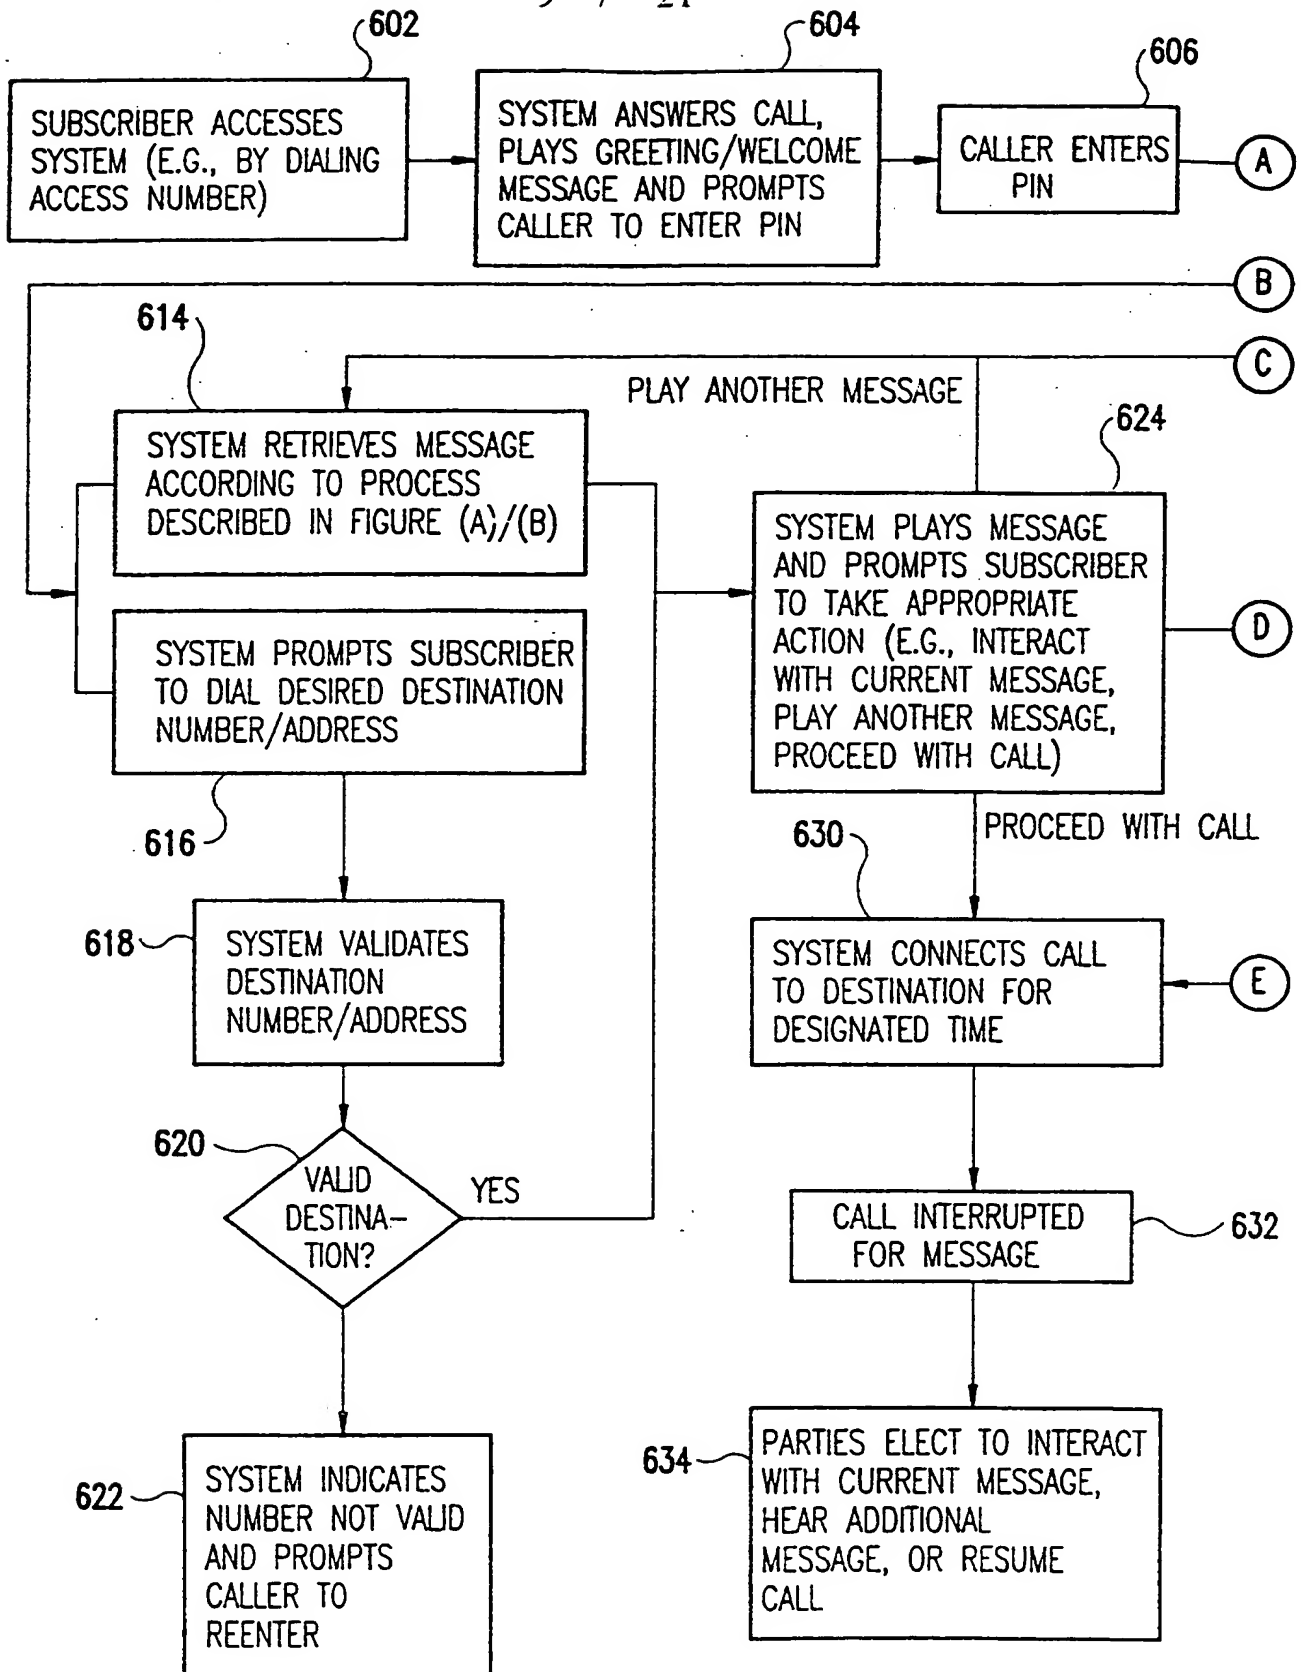 602
604
606
SUBSCRIBER ACCESSES
SYSTEM (E.G., BY DIALING
ACCESS NUMBER)
SYSTEM ANSWERS CALL,
PLAYS GREETING/WELCOME
MESSAGE AND PROMPTS
CALLER TO ENTER PIN
CALLER ENTERS
PIN
A
B
614
C
PLAY ANOTHER MESSAGE
624
SYSTEM RETRIEVES MESSAGE
ACCORDING TO PROCESS
DESCRIBED IN FIGURE (A)/(B)
SYSTEM PROMPTS SUBSCRIBER
TO DIAL DESIRED DESTINATION
NUMBER/ADDRESS
616
SYSTEM PLAYS MESSAGE
AND PROMPTS SUBSCRIBER
TO TAKE APPROPRIATE
ACTION (E.G., INTERACT
WITH CURRENT MESSAGE,
PLAY ANOTHER MESSAGE,
PROCEED WITH CALL)
D
PROCEED WITH CALL
630
618
SYSTEM VALIDATES
DESTINATION
NUMBER/ADDRESS
SYSTEM CONNECTS CALL
TO DESTINATION FOR
DESIGNATED TIME
E
620
VALID
DESTINA-
TION?
YES
CALL INTERRUPTED
FOR MESSAGE
632
622
SYSTEM INDICATES
NUMBER NOT VALID
AND PROMPTS
CALLER TO
REENTER
634
PARTIES ELECT TO INTERACT
WITH CURRENT MESSAGE,
HEAR ADDITIONAL
MESSAGE, OR RESUME
CALL